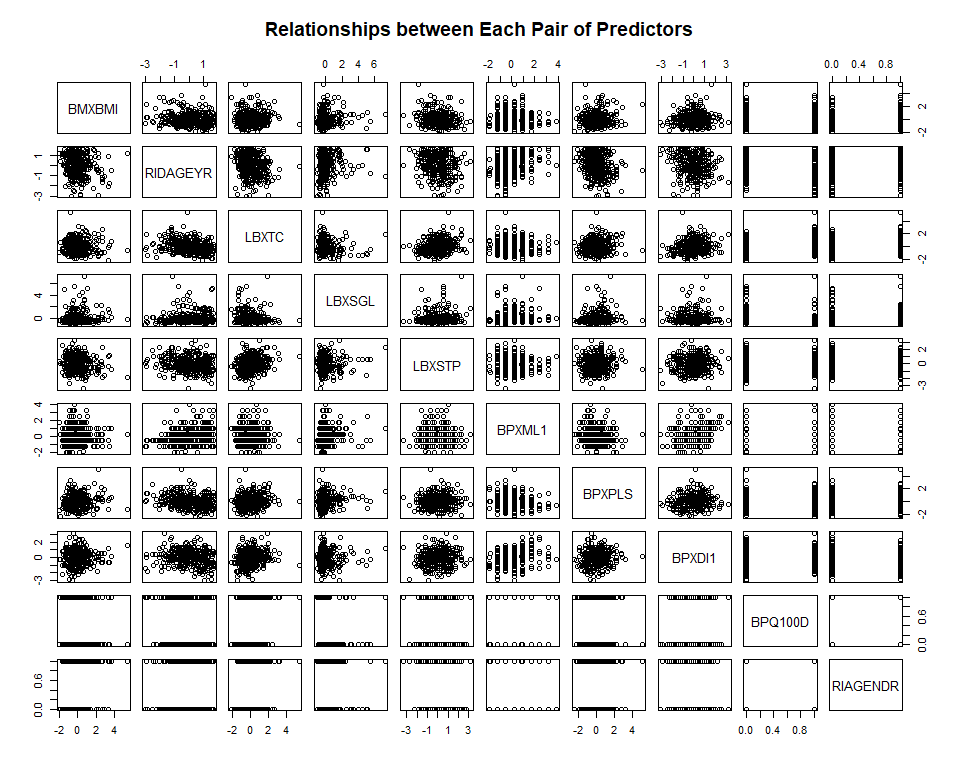 Relationships between Each Pair of Predictors
-3 -1 1 0 2 4 6 -2 0 2 4 -3 -1 1 3 0.0 0.4 0.8
BMXBMI -2 2
-3 -1 1 RIDAGEYR
LBXTC -2 2
0 4 LBXSGL
LBXSTP -3 0 2
-2 0 2 4 BPXML1
BPXPLS -2 2
-3 0 2 BPXDI1
BPQ100D 0.0 0.6
0.0 0.6 RIAGENDR
-2 0 2 4 -2 0 2 4 -3 -1 1 3 -2 0 2 4 0.0 0.4 0.8